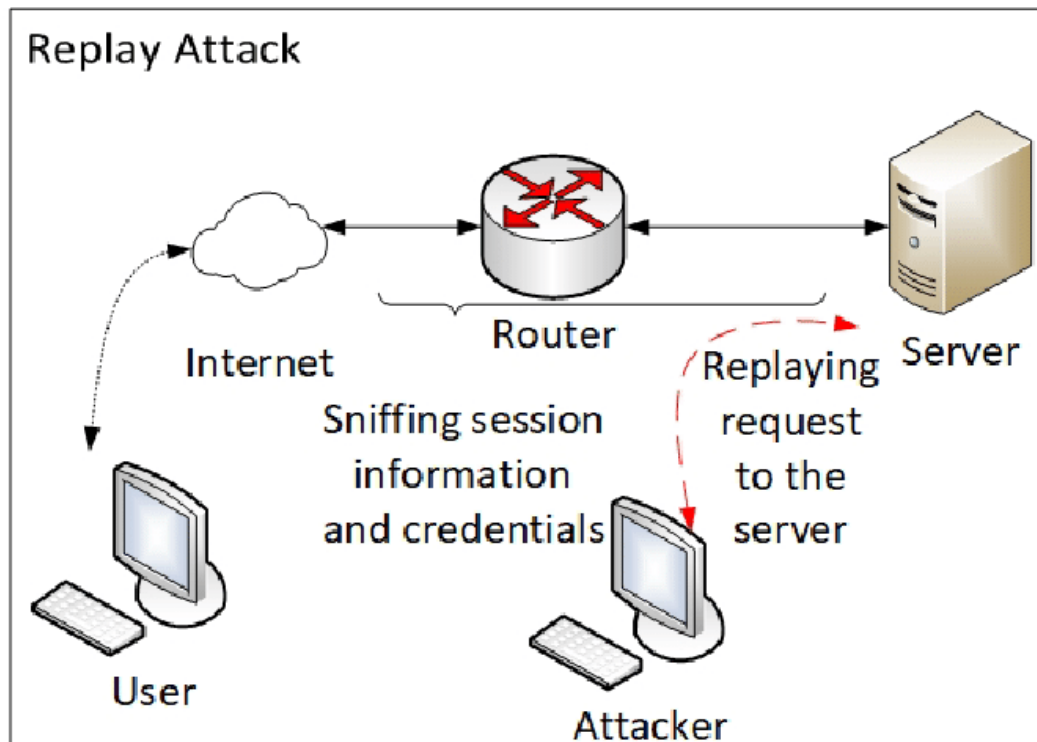 Replay Attack
Internet
Router
Server
Sniffing session
information
and credentials
Replaying
request
to the
server
User
Attacker